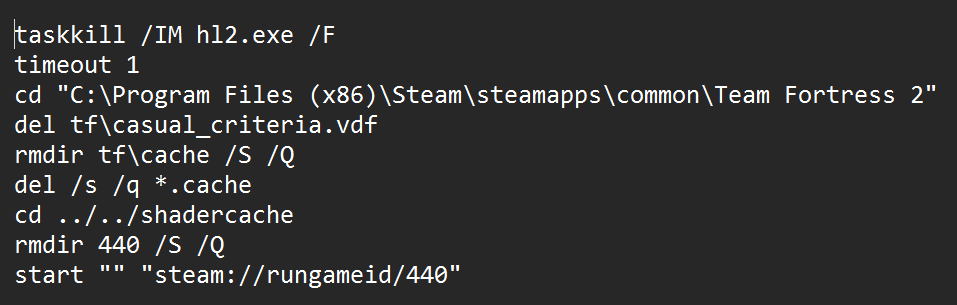 taskkill /IM hl2.exe /F
timeout 1
cd "C:\Program Files (x86)\Steam\steamapps\common\Team Fortress 2"
del tf\casual_criteria.vdf
rmdir tf\cache /S /Q
del /s /q *.cache
cd ../../shadercache
rmdir 440 /S /Q
start "" "steam://rungameid/440"